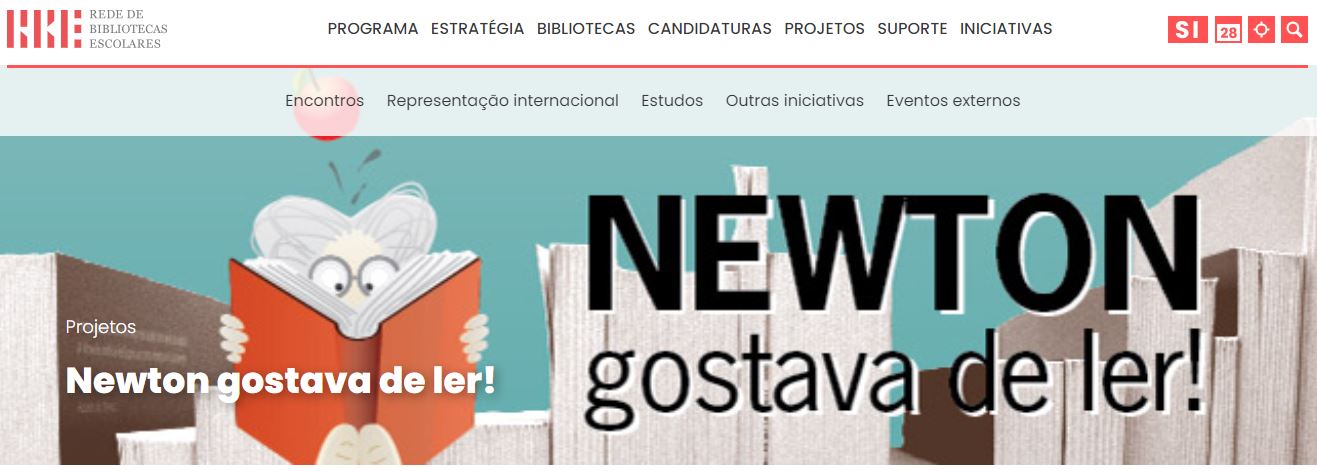 REDE DE
BIBLIOTECAS
ESCOLARES
PROGRAMA ESTRATÉGIA BIBLIOTECAS CANDIDATURAS PROJETOS SUPORTE INICIATIVAS
SI 28
Encontros Representação internacional Estudos Outras iniciativas Eventos externos
NEWTON
gostava de ler!
Projetos
Newton gostava de ler!